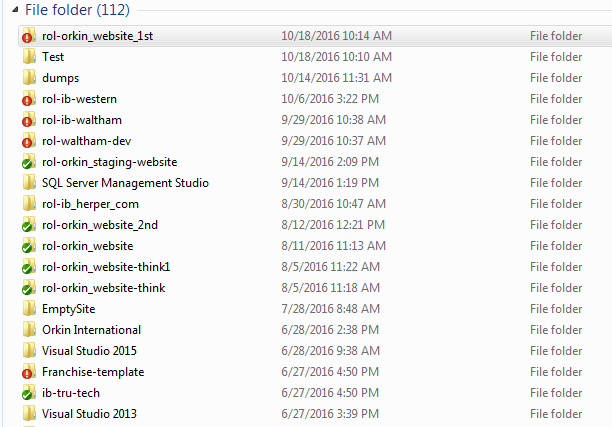 File folder (112)
rol-orkin_website_1st 10/18/2016 10:14 AM File folder
Test 10/18/2016 10:10 AM File folder
dumps 10/14/2016 11:31 AM File folder
rol-ib-western 10/6/2016 3:22 PM File folder
rol-ib-waltham 9/29/2016 10:38 AM File folder
rol-waltham-dev 9/29/2016 10:37 AM File folder
rol-orkin_staging-website 9/14/2016 2:09 PM File folder
SQL Server Management Studio 9/14/2016 1:19 PM File folder
rol-ib_herper_com 8/30/2016 10:47 AM File folder
rol-orkin_website_2nd 8/12/2016 12:21 PM File folder
rol-orkin_website 8/11/2016 11:13 AM File folder
rol-orkin_website-think1 8/5/2016 11:22 AM File folder
rol-orkin_website-think 8/5/2016 11:18 AM File folder
EmptySite 7/28/2016 8:48 AM File folder
Orkin International 6/28/2016 2:38 PM File folder
Visual Studio 2015 6/28/2016 9:38 AM File folder
Franchise-template 6/27/2016 4:50 PM File folder
ib-tru-tech 6/27/2016 4:50 PM File folder
Visual Studio 2013 6/27/2016 3:39 PM File folder